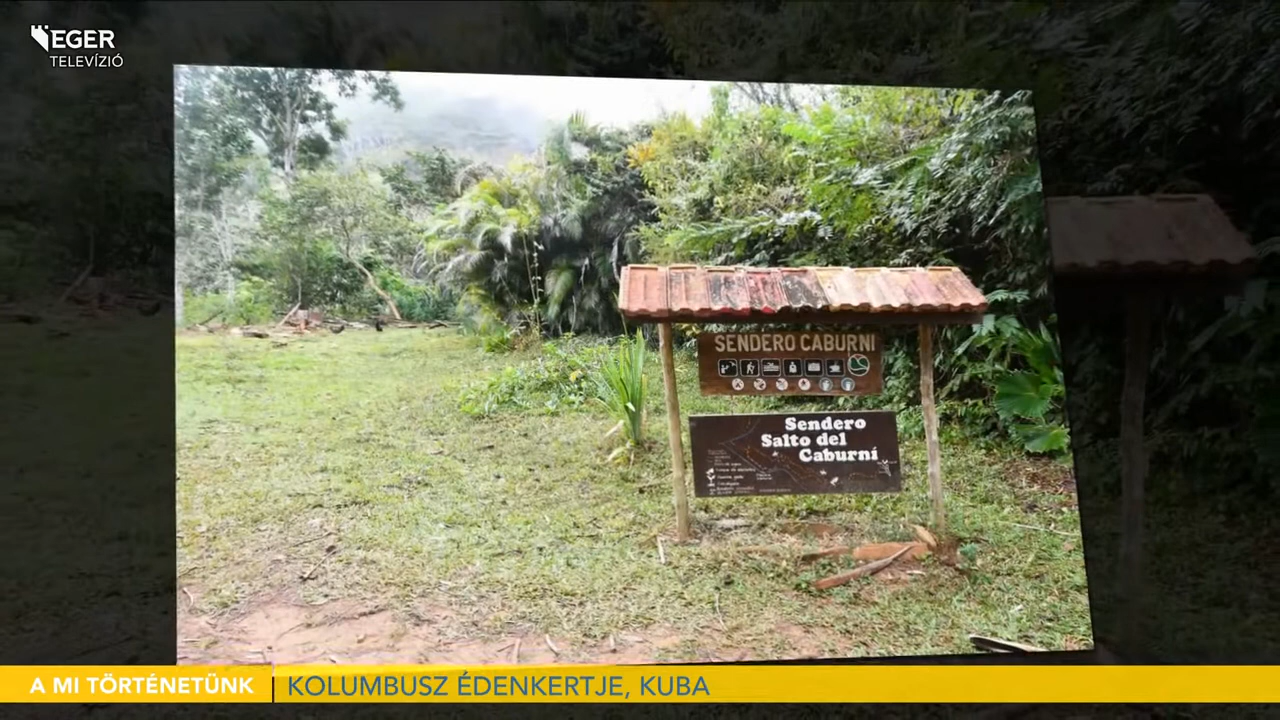 EGER
TELEVÍZIÓ
SENDERO CABURNI
Sendero
Salto del
Caburní
A MI TÖRTÉNETÜNK
KOLUMBUSZ ÉDENKERTJE, KUBA